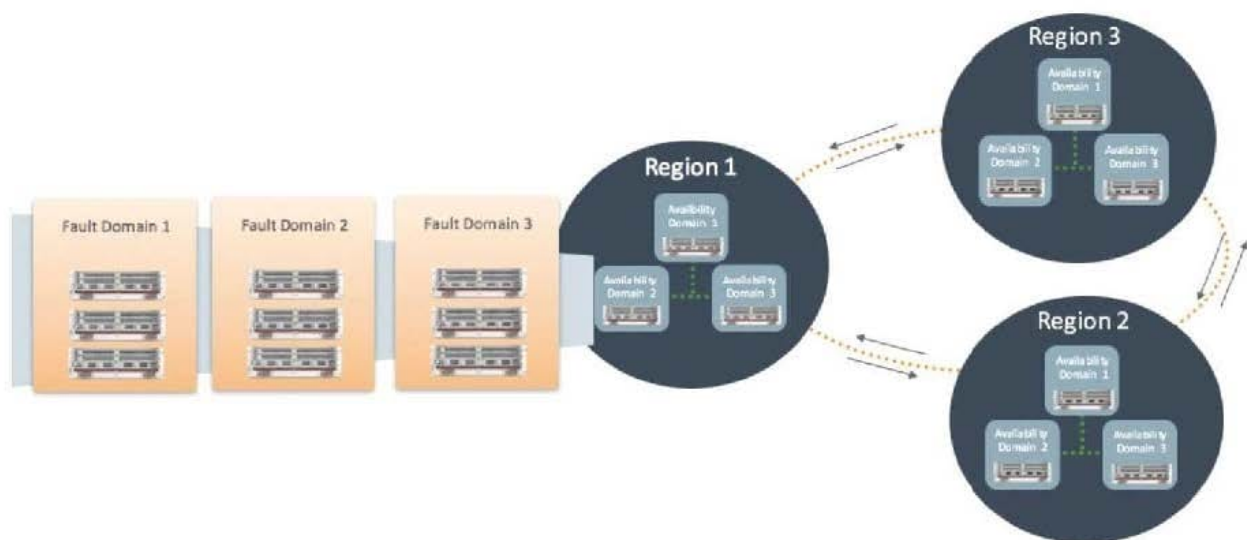 Fault Domain 1
Fault Domain 2
Fault Domain 3
Region 1
Availbility
Domain 1
Availability
Domain 2
Availability
Domain 3
Region 3
Availability
Domain 1
Availability
Domain 2
Availability
Domain 3
Region 2
Availability
Domain 1
Availability
Domain 2
Availability
Domain 3